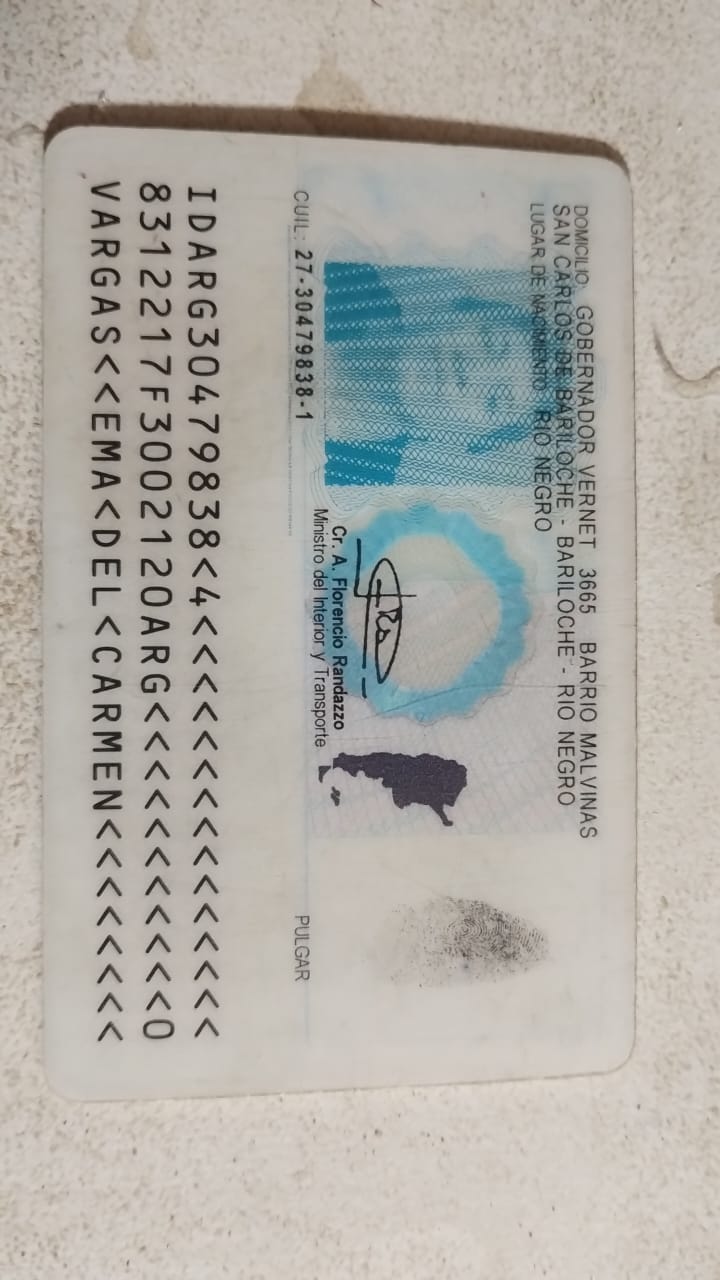 DOMICILIO: GOBERNADOR VERNET 3665 BARRIO MALVINAS
SAN CARLOS DE BARILOCHE - BARILOCHE - RIO NEGRO
LUGAR DE NACIMIENTO: RIO NEGRO
Cr. A. Florencio Randazzo
Ministro del Interior y Transporte
CUIL: 27-30479838-1
PULGAR
IDARG30479838<4<<<<<<<<<<<<<<<
8312217F3002120ARG<<<<<<<<<<<0
VARGAS<<EMA<DEL<CARMEN<<<<<<<<